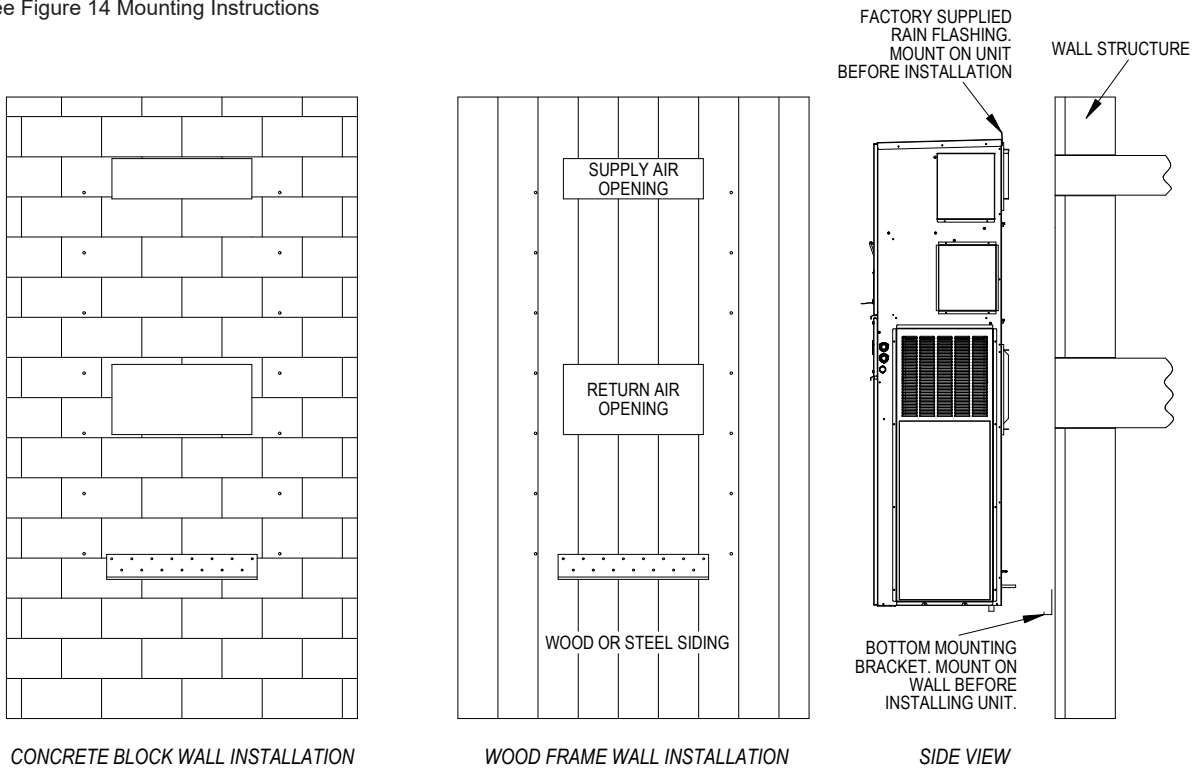 See Figure 14 Mounting Instructions
FACTORY SUPPLIED
RAIN FLASHING.
MOUNT ON UNIT
BEFORE INSTALLATION
WALL STRUCTURE
SUPPLY AIR
OPENING
RETURN AIR
OPENING
WOOD OR STEEL SIDING
BOTTOM MOUNTING
BRACKET. MOUNT ON
WALL BEFORE
INSTALLING UNIT.
CONCRETE BLOCK WALL INSTALLATION
WOOD FRAME WALL INSTALLATION
SIDE VIEW